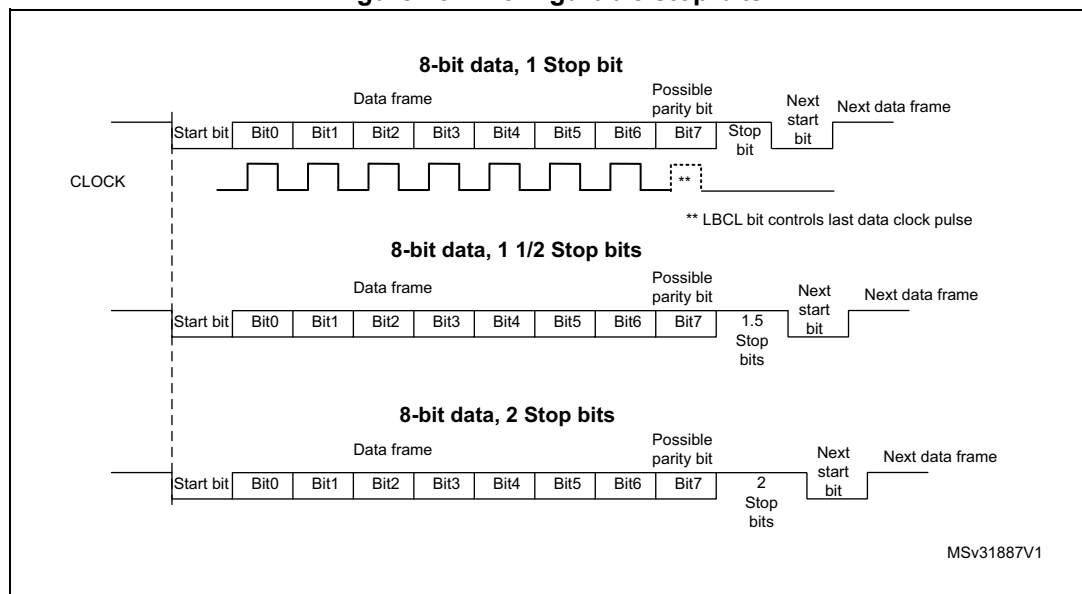 8-bit data, 1 Stop bit
Data frame
Possible
parity bit
Next
start
bit
Next data frame
Start bit Bit0 Bit1 Bit2 Bit3 Bit4 Bit5 Bit6 Bit7 Stop
bit
CLOCK
**
** LBCL bit controls last data clock pulse
8-bit data, 1 1/2 Stop bits
Data frame
Possible
parity bit
Next
start
bit
Next data frame
Start bit Bit0 Bit1 Bit2 Bit3 Bit4 Bit5 Bit6 Bit7 1.5
Stop
bits
8-bit data, 2 Stop bits
Data frame
Possible
parity bit
Next
start
bit
Next data frame
Start bit Bit0 Bit1 Bit2 Bit3 Bit4 Bit5 Bit6 Bit7 2
Stop
bits
MSv31887V1